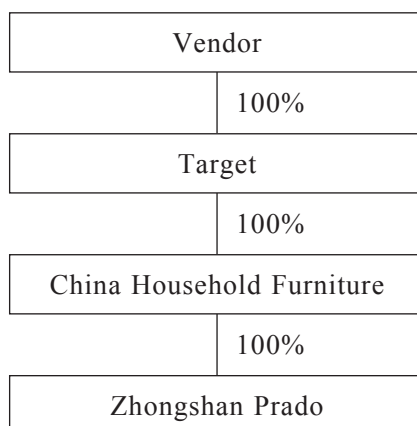 Vendor
100%
Target
100%
China Household Furniture
100%
Zhongshan Prado